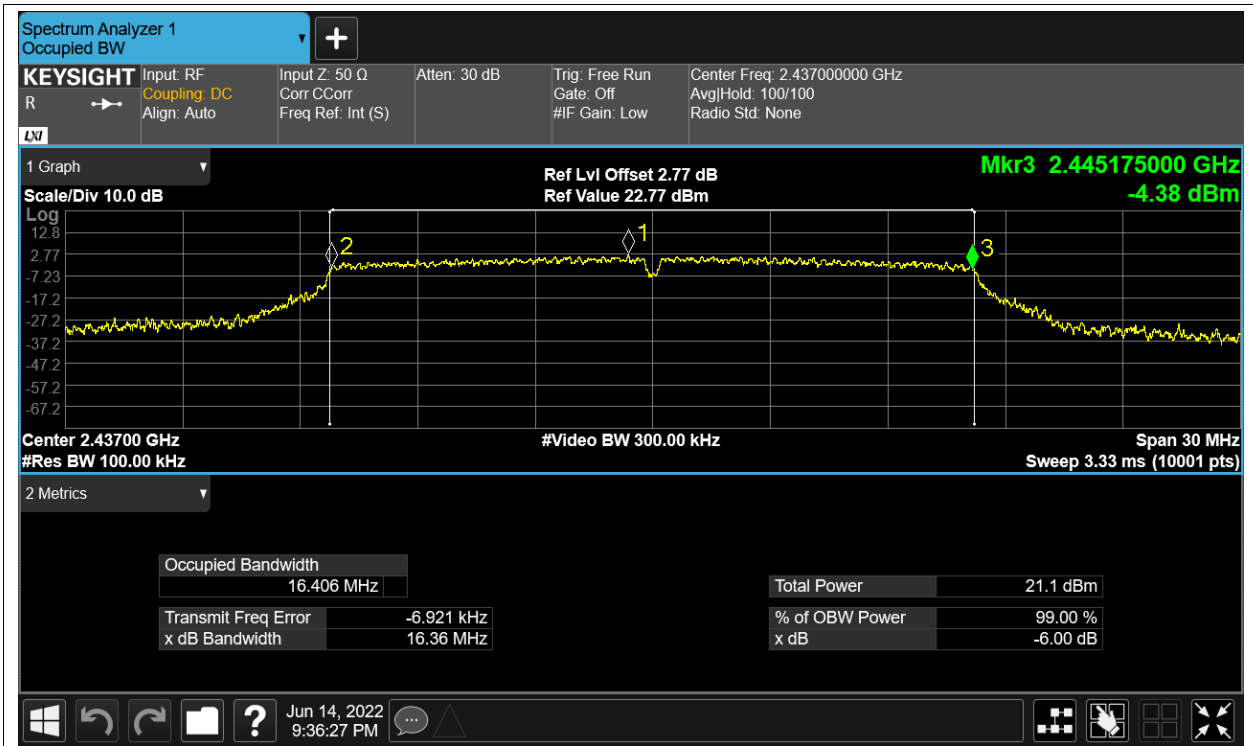 Spectrum Analyzer 1
Occupied BW
KEYSIGHT
R
LXI
Input: RF
Coupling: DC
Align: Auto
Input Z: 50 Ω
Corr CCorr
Freq Ref: Int (S)
Atten: 30 dB
Trig: Free Run
Gate: Off
#IF Gain: Low
Center Freq: 2.437000000 GHz
Avg|Hold: 100/100
Radio Std: None
1 Graph
Scale/Div 10.0 dB
Ref Lvl Offset 2.77 dB
Ref Value 22.77 dBm
Mkr3 2.445175000 GHz
-4.38 dBm
Log
12.8
2.77
-7.23
-17.2
-27.2
-37.2
-47.2
-57.2
-67.2
2
1
3
Center 2.43700 GHz
#Video BW 300.00 kHz
Span 30 MHz
#Res BW 100.00 kHz
Sweep 3.33 ms (10001 pts)
2 Metrics
Occupied Bandwidth
16.406 MHz
Transmit Freq Error -6.921 kHz
x dB Bandwidth 16.36 MHz
Total Power 21.1 dBm
% of OBW Power 99.00 %
x dB -6.00 dB
?
Jun 14, 2022
9:36:27 PM